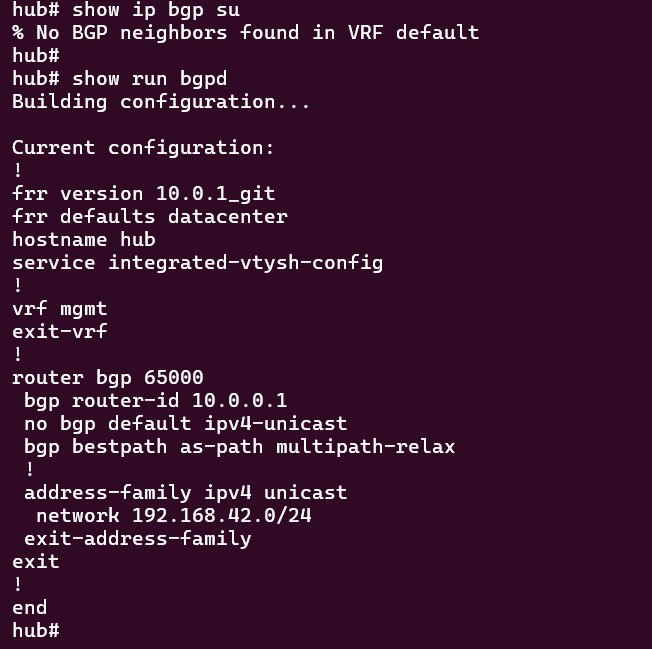 hub# show ip bgp su
% No BGP neighbors found in VRF default
hub#
hub# show run bgpd
Building configuration...

Current configuration:
!
frr version 10.0.1_git
frr defaults datacenter
hostname hub
service integrated-vtysh-config
!
vrf mgmt
exit-vrf
!
router bgp 65000
 bgp router-id 10.0.0.1
 no bgp default ipv4-unicast
 bgp bestpath as-path multipath-relax
 !
 address-family ipv4 unicast
  network 192.168.42.0/24
 exit-address-family
exit
!
end
hub#